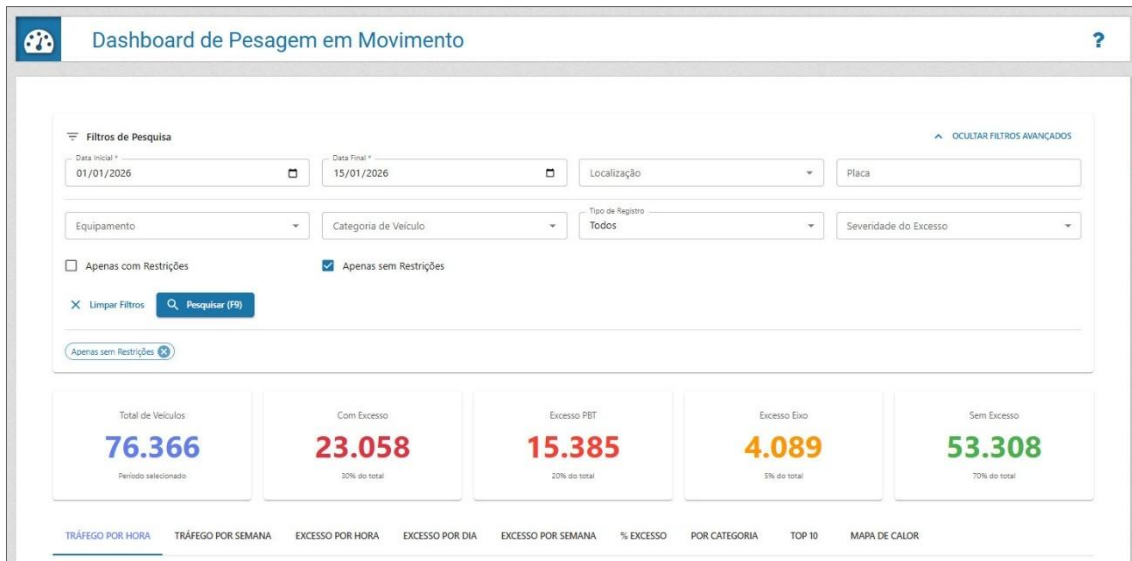 Dashboard de Pesagem em Movimento ?
Filtros de Pesquisa OCULTAR FILTROS AVANÇADOS
Data Inicial * Data Final *
01/01/2026 15/01/2026 Localização Placa
Tipo de Registro
Equipamento Categoria de Veículo Todos Severidade do Excesso
Apenas com Restrições Apenas sem Restrições
Limpar Filtros Pesquisar (F9)
Apenas sem Restrições
Total de Veículos Com Excesso Excesso PBT Excesso Eixo Sem Excesso
76.366 23.058 15.385 4.089 53.308
Período selecionado 30% do total 20% do total 5% do total 70% do total
TRÁFEGO POR HORA TRÁFEGO POR SEMANA EXCESSO POR HORA EXCESSO POR DIA EXCESSO POR SEMANA % EXCESSO POR CATEGORIA TOP 10 MAPA DE CALOR